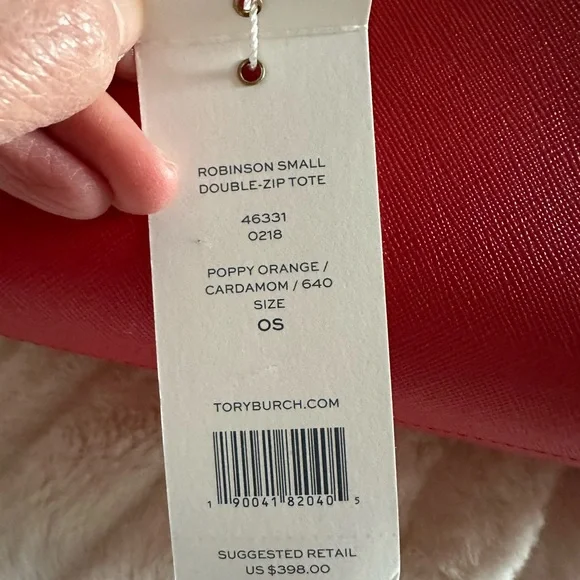 ROBINSON SMALL
DOUBLE-ZIP TOTE
46331
0218
POPPY ORANGE /
CARDAMOM / 640
SIZE
OS
TORYBURCH.COM
1 90041 82040 5
SUGGESTED RETAIL
US $398.00